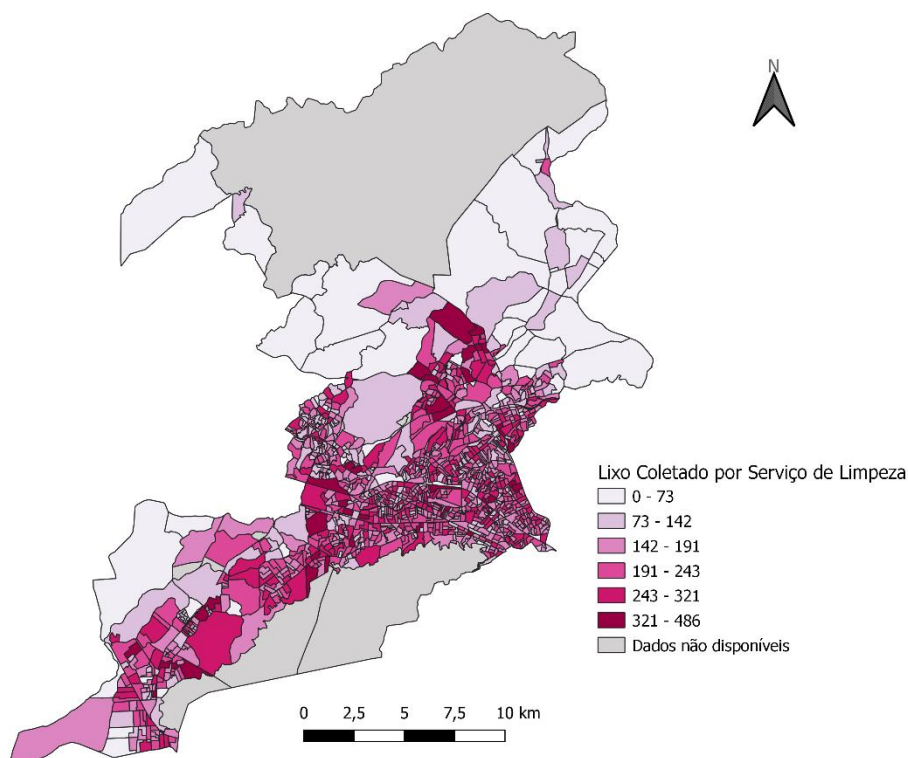 N
Lixo Coletado por Serviço de Limpeza
0 - 73
73 - 142
142 - 191
191 - 243
243 - 321
321 - 486
Dados não disponíveis
0 2,5 5 7,5 10 km